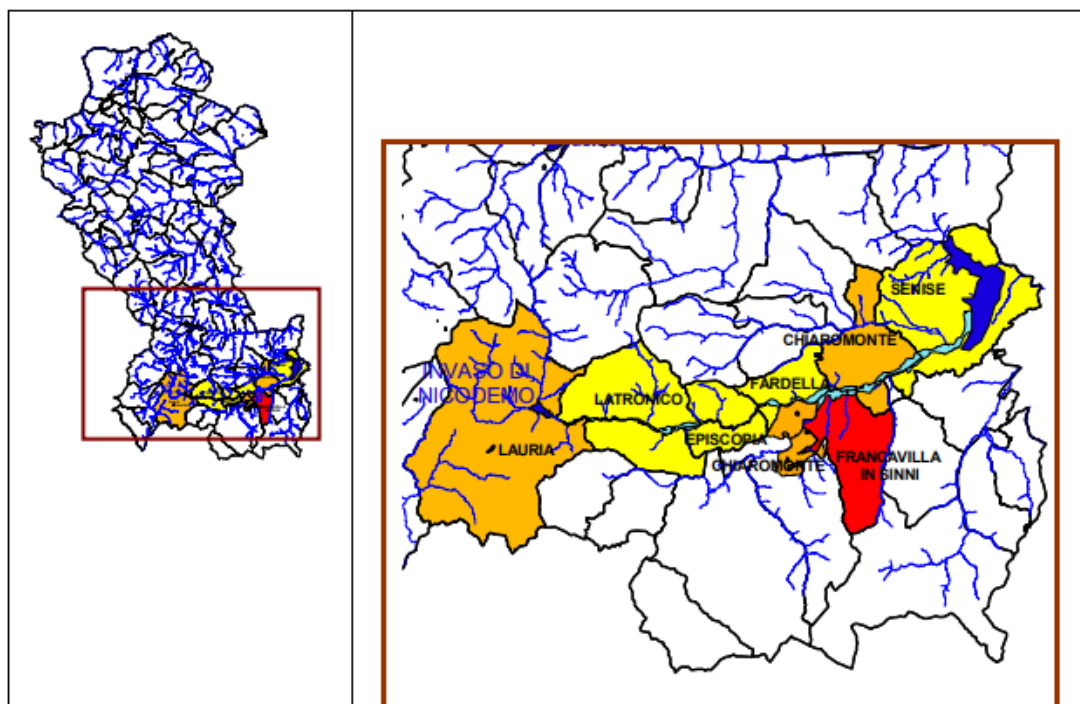 SENISE
CHIAROMONTE
INVASO DI
NICODEMO
FARDELLA
LATRONICO
EPISCOPIA
LAURIA
CHIAROMONTE
FRANCAVILLA
IN SINNI